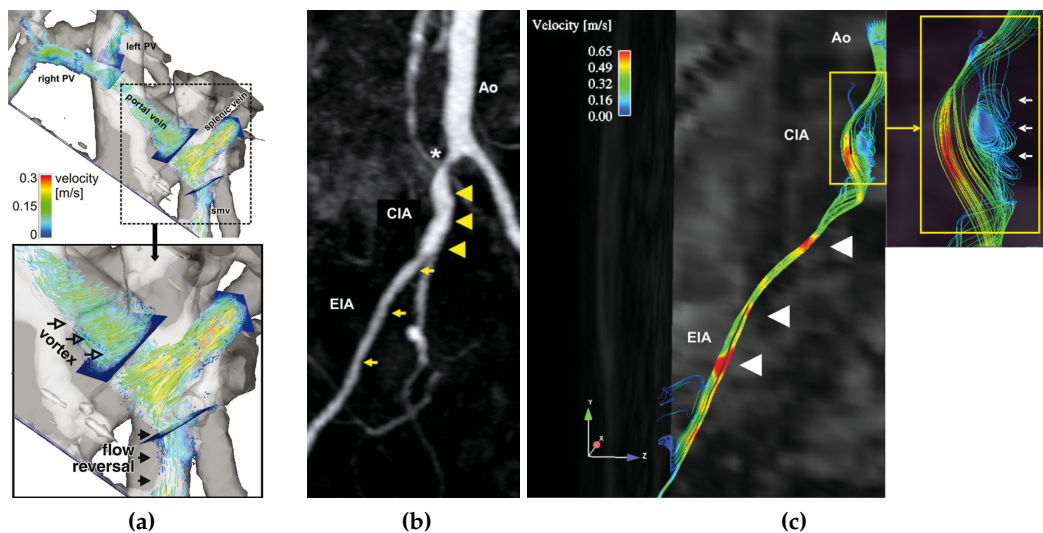 left PV
right PV
portal vein
splenic vein
smv
0.3
velocity
[m/s]
0.15
0
vortex
flow
reversal
(a)
Ao
*
CIA
EIA
(b)
Velocity [m/s]
0.65
0.49
0.32
0.16
0.00
Ao
CIA
EIA
Y
X
Z
(c)